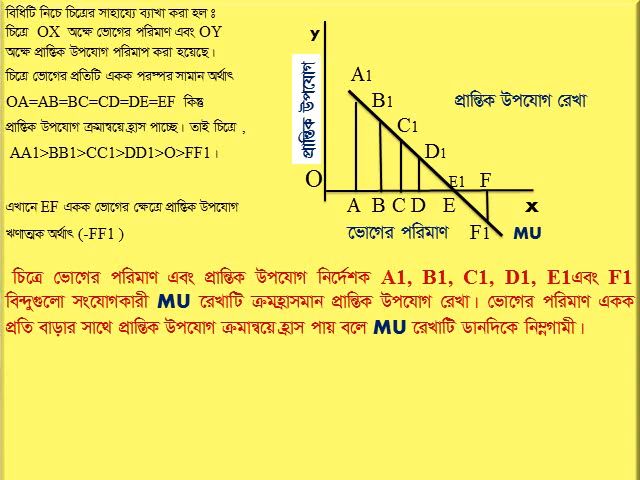 বিধিটি নিচে চিত্রের সাহায্যে ব্যাখা করা হল ঃ
চিত্রে OX অক্ষে ভোগের পরিমাণ এবং OY
অক্ষে প্রান্তিক উপযোগ পরিমাপ করা হয়েছে।
চিত্রে ভোগের প্রতিটি একক পরষ্পর সামান অর্থাৎ
OA=AB=BC=CD=DE=EF কিন্তু
প্রান্তিক উপযোগ ক্রমান্বয়ে হ্রাস পাচ্ছে। তাই চিত্রে ,
AA1>BB1>CC1>DD1>O>FF1।
এখানে EF একক ভোগের ক্ষেত্রে প্রান্তিক উপযোগ
ঋণাত্মক অর্থাৎ (-FF1 )
y
প্রান্তিক উপযোগ
A1
B1
প্রান্তিক উপযোগ রেখা
C1
D1
O
E1
F
A B C D E
x
ভোগের পরিমাণ
F1
MU
চিত্রে ভোগের পরিমাণ এবং প্রান্তিক উপযোগ নির্দেশক A1, B1, C1, D1, E1এবং F1
বিন্দুগুলো সংযোগকারী MU রেখাটি ক্রমহ্রাসমান প্রান্তিক উপযোগ রেখা। ভোগের পরিমাণ একক
প্রতি বাড়ার সাথে প্রান্তিক উপযোগ ক্রমান্বয়ে হ্রাস পায় বলে MU রেখাটি ডানদিকে নিম্নগামী।